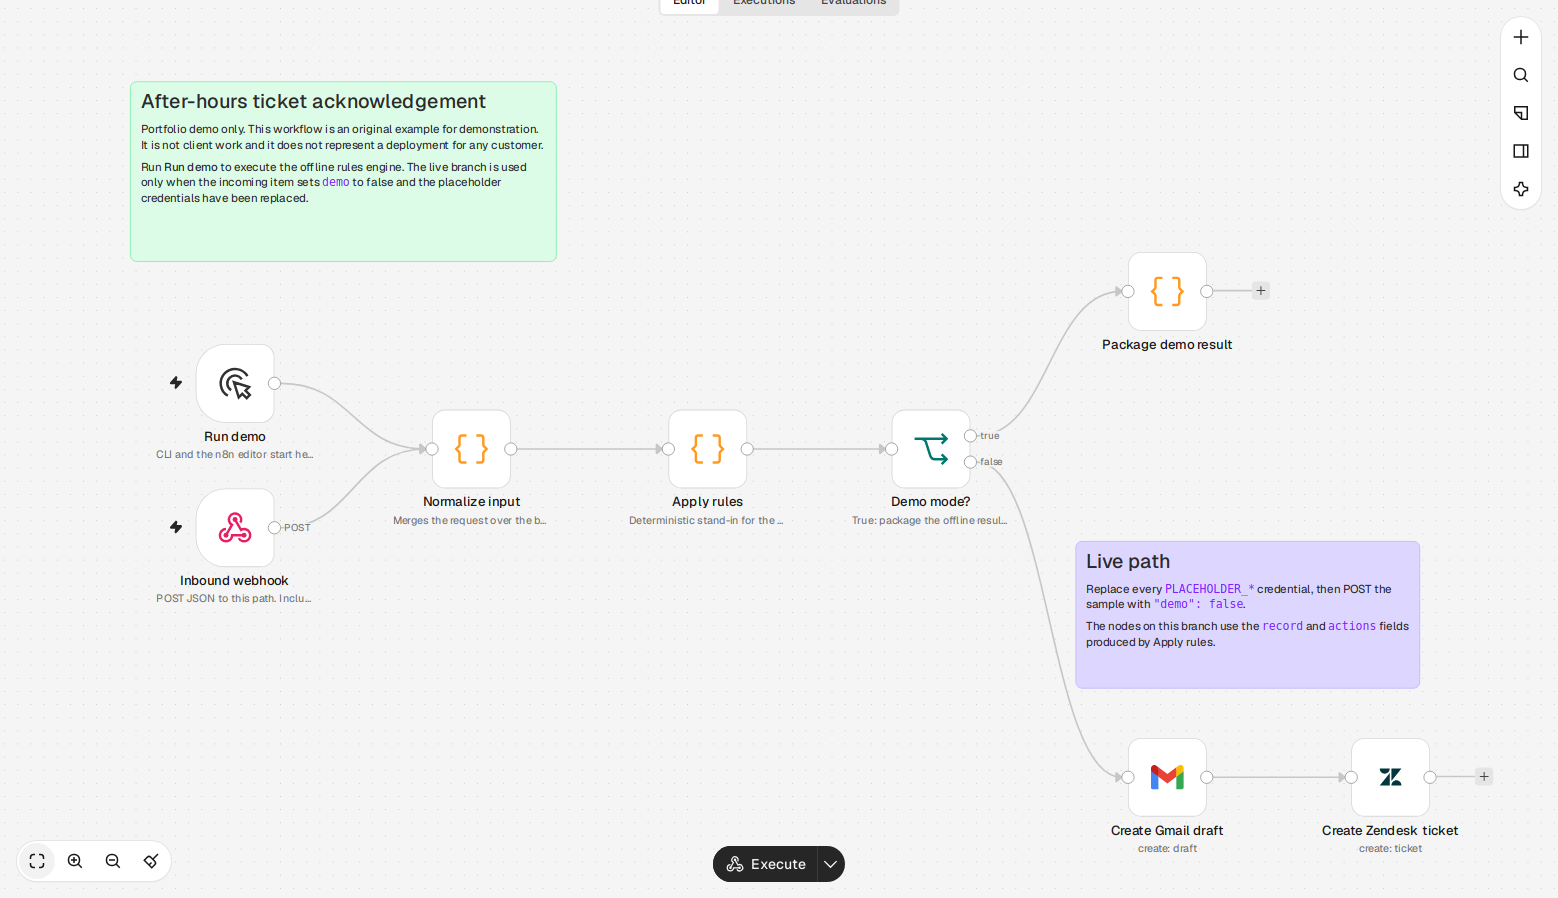 Editor Executions Evaluations
After-hours ticket acknowledgement
Portfolio demo only. This workflow is an original example for demonstration.
It is not client work and it does not represent a deployment for any customer.
Run Run demo to execute the offline rules engine. The live branch is used
only when the incoming item sets demo to false and the placeholder
credentials have been replaced.
Package demo result
Run demo
CLI and the n8n editor start he...
true
false
Normalize input
Merges the request over the b...
Apply rules
Deterministic stand-in for the ...
Demo mode?
True: package the offline resul...
POST
Inbound webhook
POST JSON to this path. Inclu...
Live path
Replace every PLACEHOLDER_* credential, then POST the
sample with "demo": false.
The nodes on this branch use the record and actions fields
produced by Apply rules.
Create Gmail draft
create: draft
Create Zendesk ticket
create: ticket
Execute